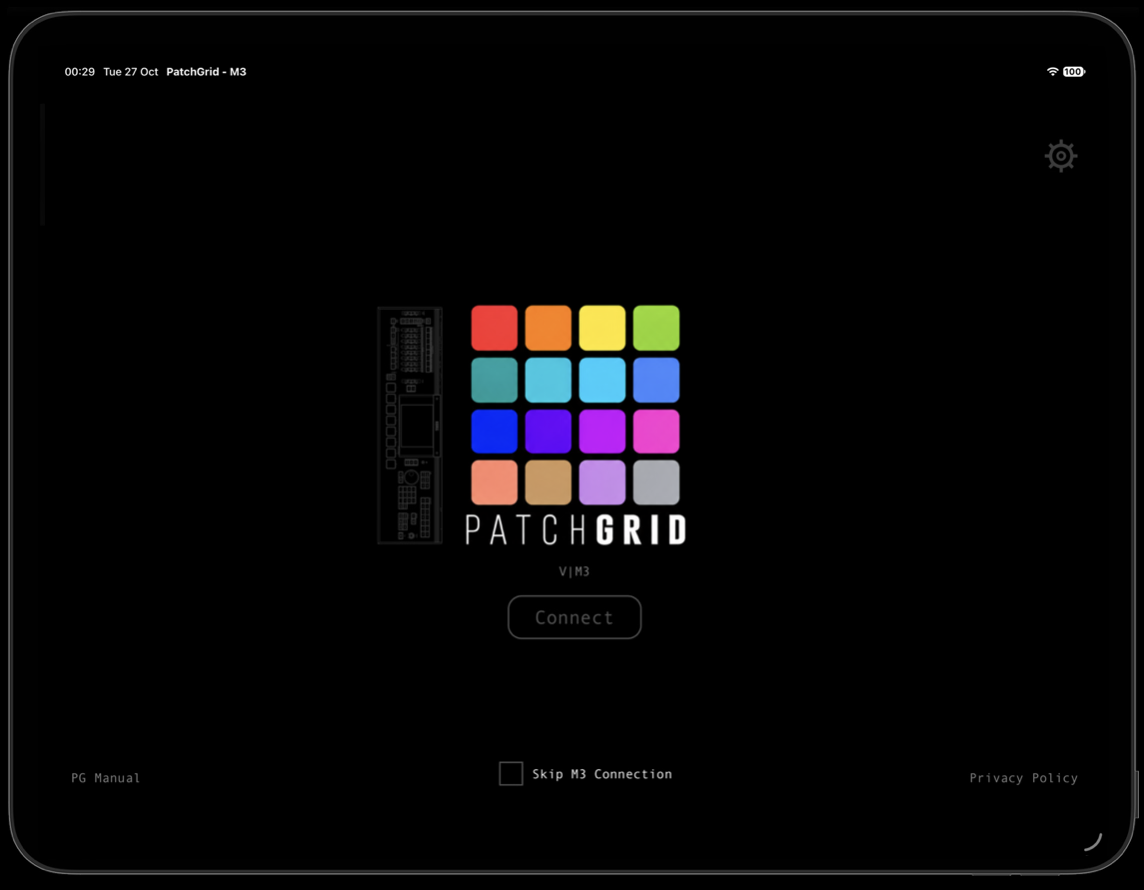 00:29 Tue 27 Oct PatchGrid - M3 100
PATCHGRID
V|M3
Connect
Skip M3 Connection
PG Manual Privacy Policy